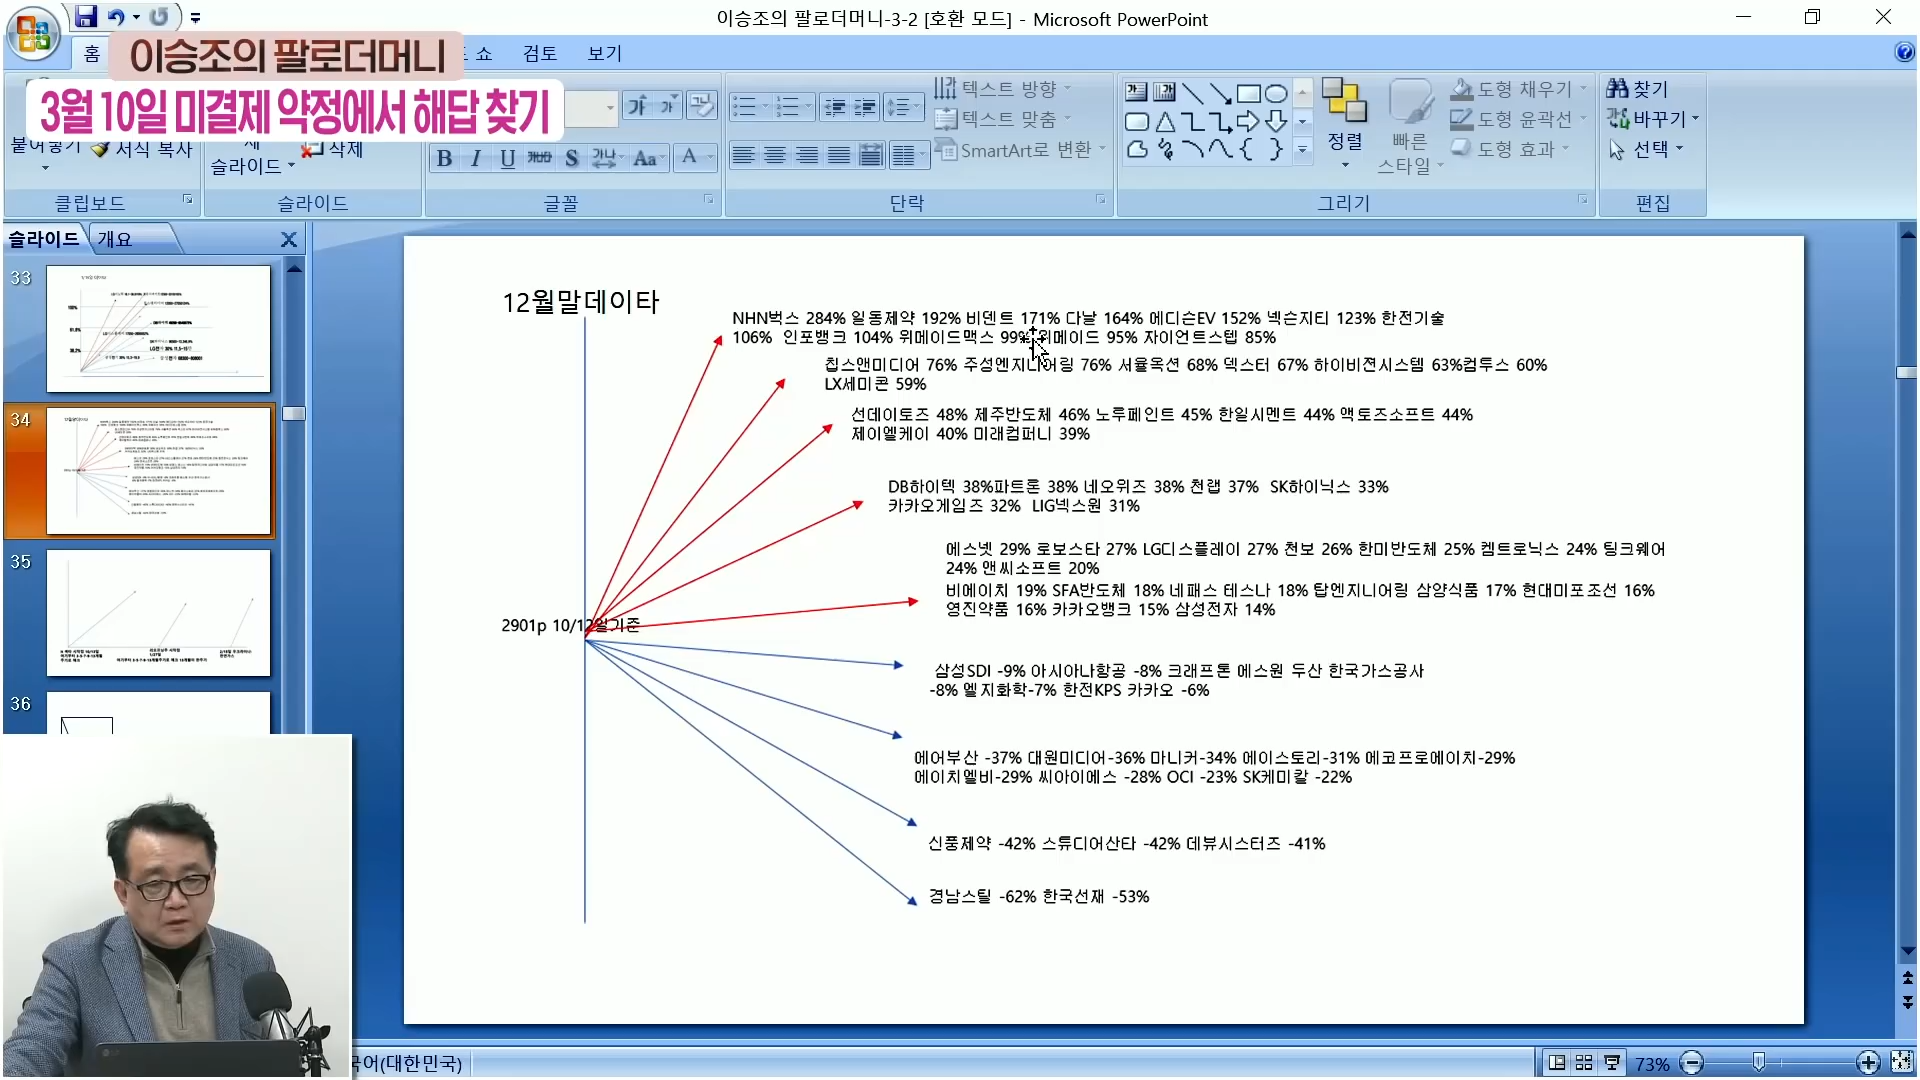 이승조의 팔로더머니-3-2 [호환 모드] - Microsoft PowerPoint
홈
쇼
검토
보기
이승조의 팔로더머니
3월 10일 미결제 약정에서 해답 찾기
붙여넣기
서식 복사
슬라이드
삭제
텍스트 방향
텍스트 맞춤
SmartArt로 변환
정렬
빠른
스타일
도형 채우기
도형 윤곽선
도형 효과
찾기
바꾸기
선택
클립보드
슬라이드
글꼴
단락
그리기
편집
슬라이드
개요
33
34
35
36
12월말데이타
NHN벅스 284% 일동제약 192% 비덴트 171% 다날 164% 에디슨EV 152% 넥슨지티 123% 한전기술
106% 인포뱅크 104% 위메이드맥스 99% 위메이드 95% 자이언트스텝 85%
칩스앤미디어 76% 주성엔지니어링 76% 서율옥션 68% 덱스터 67% 하이비젼시스템 63%컴투스 60%
LX세미콘 59%
선데이토즈 48% 제주반도체 46% 노루페인트 45% 한일시멘트 44% 액토즈소프트 44%
제이엘케이 40% 미래컴퍼니 39%
DB하이텍 38%파트론 38% 네오위즈 38% 천랩 37% SK하이닉스 33%
카카오게임즈 32% LIG넥스원 31%
에스넷 29% 로보스타 27% LG디스플레이 27% 천보 26% 한미반도체 25% 켐트로닉스 24% 팅크웨어
24% 앤씨소프트 20%
비에이치 19% SFA반도체 18% 네패스 테스나 18% 탑엔지니어링 삼양식품 17% 현대미포조선 16%
영진약품 16% 카카오뱅크 15% 삼성전자 14%
2901p 10/12일기준
삼성SDI -9% 아시아나항공 -8% 크래프톤 에스원 두산 한국가스공사
-8% 엘지화학-7% 한전KPS 카카오 -6%
에어부산 -37% 대원미디어-36% 마니커-34% 에이스토리-31% 에코프로에이치-29%
에이치엘비-29% 씨아이에스 -28% OCI -23% SK케미칼 -22%
신풍제약 -42% 스튜디어산타 -42% 데뷰시스터즈 -41%
경남스틸 -62% 한국선재 -53%
국어(대한민국)
73%